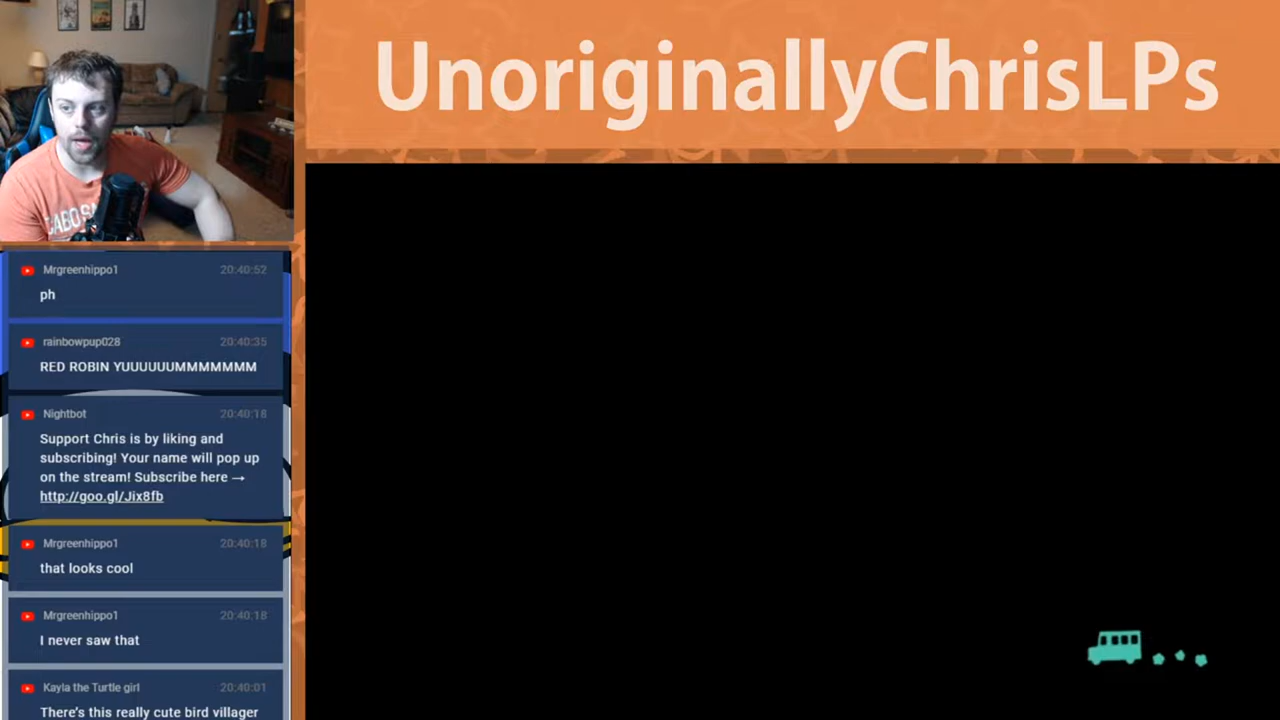 UnoriginallyChrisLPs
CABO SA
Mrgreenhippo1 20:40:52
ph
rainbowpup028 20:40:35
RED ROBIN YUUUUUUMMMMMMM
Nightbot 20:40:18
Support Chris is by liking and
subscribing! Your name will pop up
on the stream! Subscribe here →
http://goo.gl/Jix8fb
Mrgreenhippo1 20:40:18
that looks cool
Mrgreenhippo1 20:40:18
I never saw that
Kayla the Turtle girl 20:40:01
There's this really cute bird villager